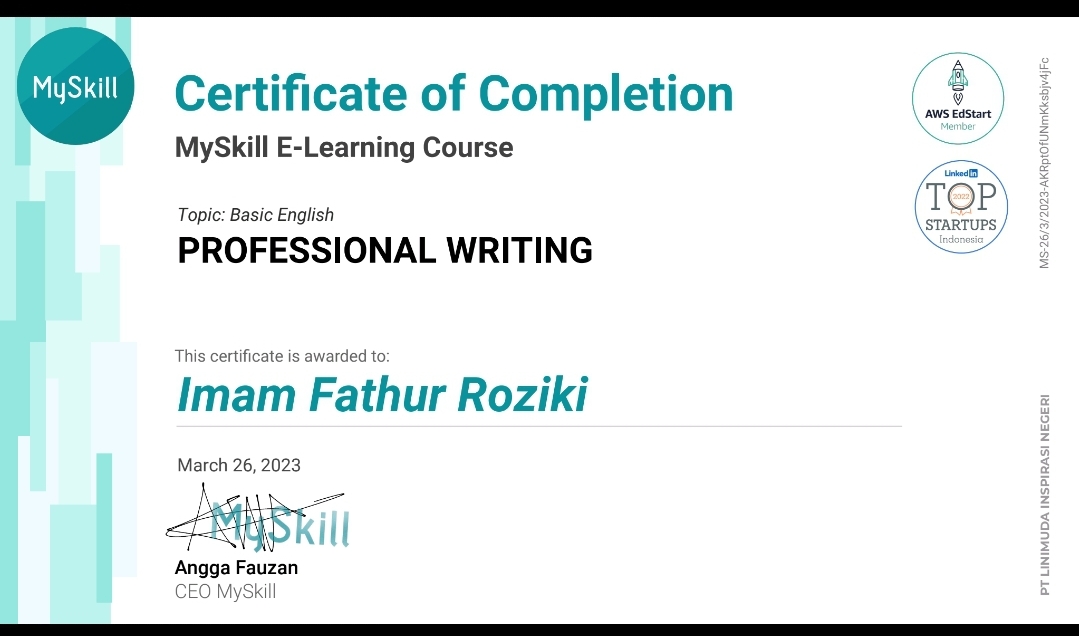 MySkill
Certificate of Completion
MySkill E-Learning Course
Topic: Basic English
PROFESSIONAL WRITING
This certificate is awarded to:
Imam Fathur Roziki
March 26, 2023
MySkill
Angga Fauzan
CEO MySkill
AWS EdStart
Member
LinkedIn
TOP
2022
STARTUPS
Indonesia
MS-26/3/2023-AKRptOfUNmKksbjv4jFc
PT LINIMUDA INSPIRASI NEGERI